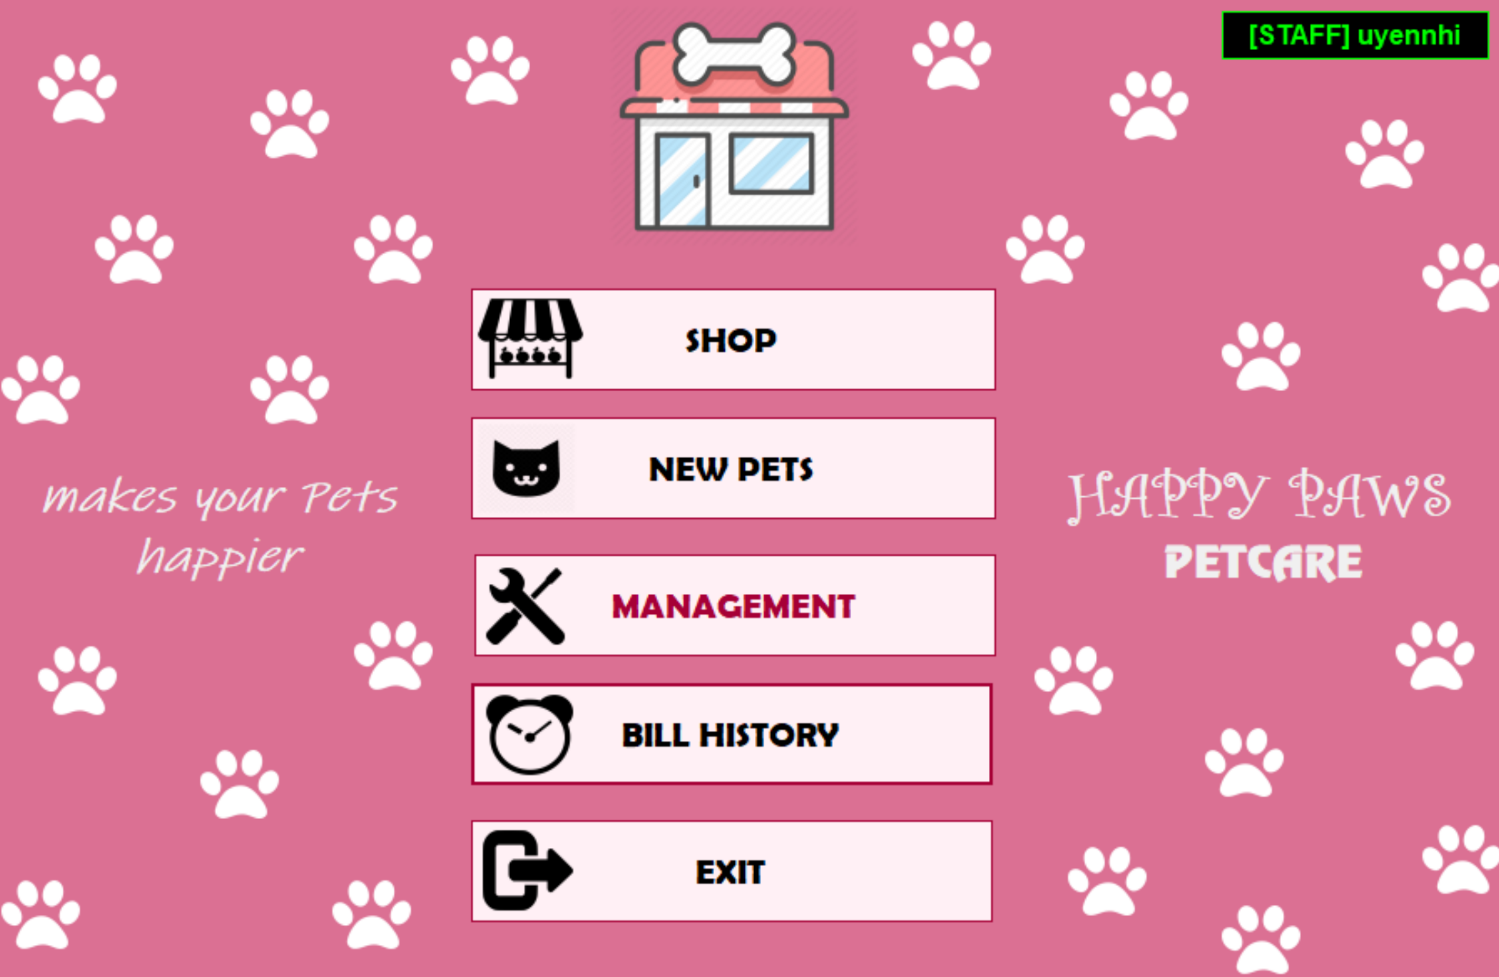 [STAFF] uyennhi
SHOP
NEW PETS
makes your Pets
happier
HAPPY PAWS
PETCARE
MANAGEMENT
BILL HISTORY
EXIT